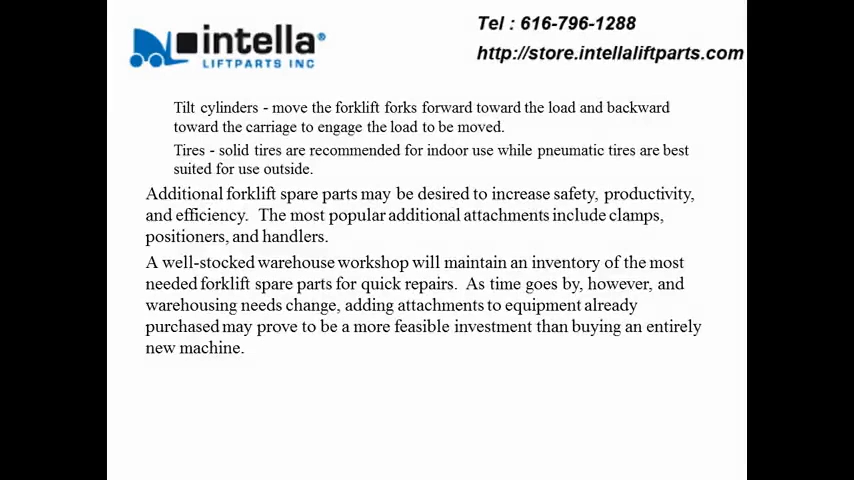 intella®
LIFTPARTS INC
Tel : 616-796-1288
http://store.intellaliftparts.com
Tilt cylinders - move the forklift forks forward toward the load and backward
toward the carriage to engage the load to be moved.
Tires - solid tires are recommended for indoor use while pneumatic tires are best
suited for use outside.
Additional forklift spare parts may be desired to increase safety, productivity,
and efficiency. The most popular additional attachments include clamps,
positioners, and handlers.
A well-stocked warehouse workshop will maintain an inventory of the most
needed forklift spare parts for quick repairs. As time goes by, however, and
warehousing needs change, adding attachments to equipment already
purchased may prove to be a more feasible investment than buying an entirely
new machine.